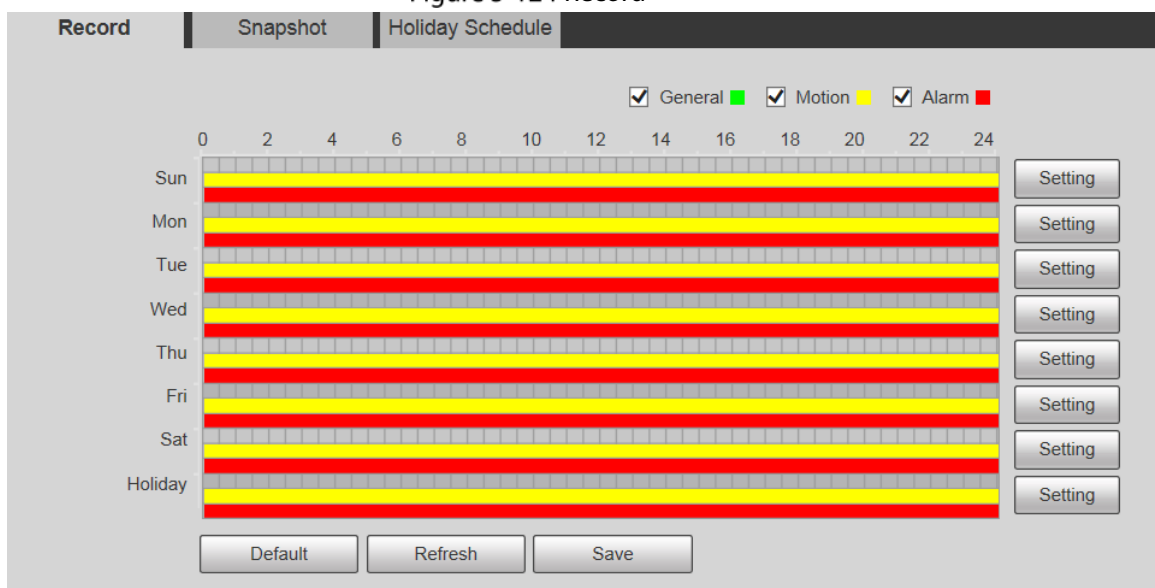 Record Snapshot Holiday Schedule
General Motion Alarm
0 2 4 6 8 10 12 14 16 18 20 22 24
Sun Setting
Mon Setting
Tue Setting
Wed Setting
Thu Setting
Fri Setting
Sat Setting
Holiday Setting
Default Refresh Save